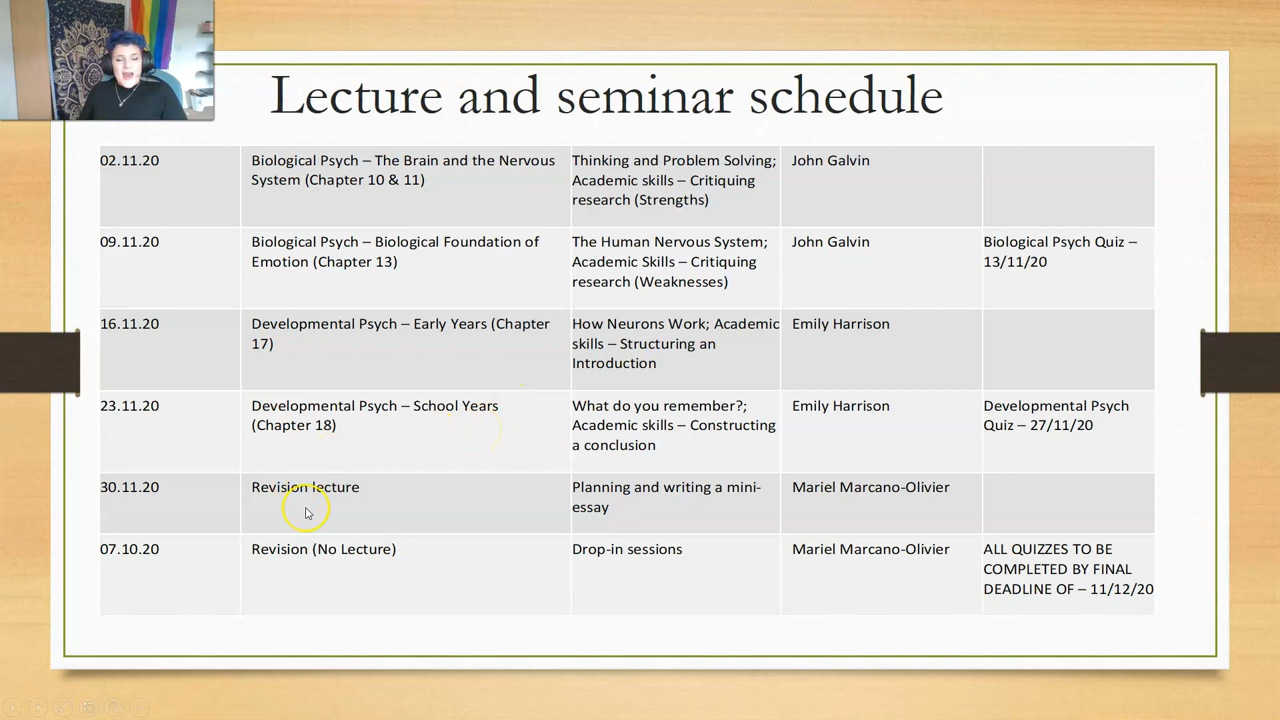 Lecture and seminar schedule
02.11.20
Biological Psych – The Brain and the Nervous
System (Chapter 10 & 11)
Thinking and Problem Solving;
Academic skills – Critiquing
research (Strengths)
John Galvin
09.11.20
Biological Psych – Biological Foundation of
Emotion (Chapter 13)
The Human Nervous System;
Academic Skills – Critiquing
research (Weaknesses)
John Galvin
Biological Psych Quiz –
13/11/20
16.11.20
Developmental Psych – Early Years (Chapter
17)
How Neurons Work; Academic
skills – Structuring an
Introduction
Emily Harrison
23.11.20
Developmental Psych – School Years
(Chapter 18)
What do you remember?;
Academic skills – Constructing
a conclusion
Emily Harrison
Developmental Psych
Quiz – 27/11/20
30.11.20
Revision lecture
Planning and writing a mini-
essay
Mariel Marcano-Olivier
07.10.20
Revision (No Lecture)
Drop-in sessions
Mariel Marcano-Olivier
ALL QUIZZES TO BE
COMPLETED BY FINAL
DEADLINE OF – 11/12/20